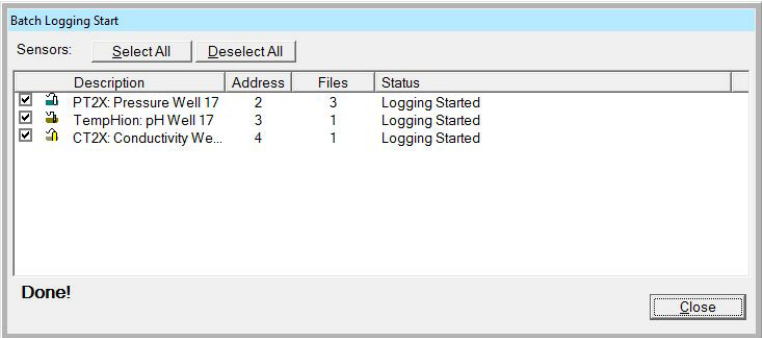 Batch Logging Start
Sensors: Select All Deselect All
Description Address Files Status
PT2X: Pressure Well 17 2 3 Logging Started
TempHion: pH Well 17 3 1 Logging Started
CT2X: Conductivity We... 4 1 Logging Started
Done!
Close